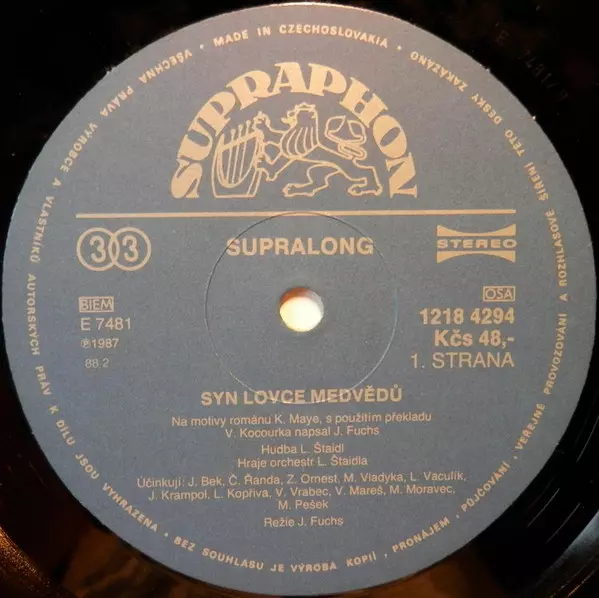 VŠECHNA PRÁVA VÝROBCE A VLASTNÍKŮ AUTORSKÝCH PRÁV K DÍLU JSOU VYHRAZENA • BEZ SOUHLASU JE VÝROBA KOPIÍ, PRONÁJEM, PŮJČOVÁNÍ, VEŘEJNÉ PROVOZOVÁNÍ A ROZHLASOVÉ ŠÍŘENÍ TÉTO DESKY ZAKÁZÁNO
• MADE IN CZECHOSLOVAKIA •
SUPRAPHON
33
SUPRALONG
STEREO
BIEM
E 7481
℗1987
88.2
OSA
1218 4294
Kčs 48,-
1. STRANA
SYN LOVCE MEDVĚDŮ
Na motivy románu K. Maye, s použitím překladu
V. Kocourka napsal J. Fuchs
Hudba L. Štaidl
Hraje orchestr L. Štaidla
Účinkují: J. Bek, Č. Řanda, Z. Ornest, M. Vladyka, L. Vaculík,
J. Krampol, L. Kopřiva, V. Vrabec, V. Mareš, M. Moravec,
M. Pešek
Režie J. Fuchs